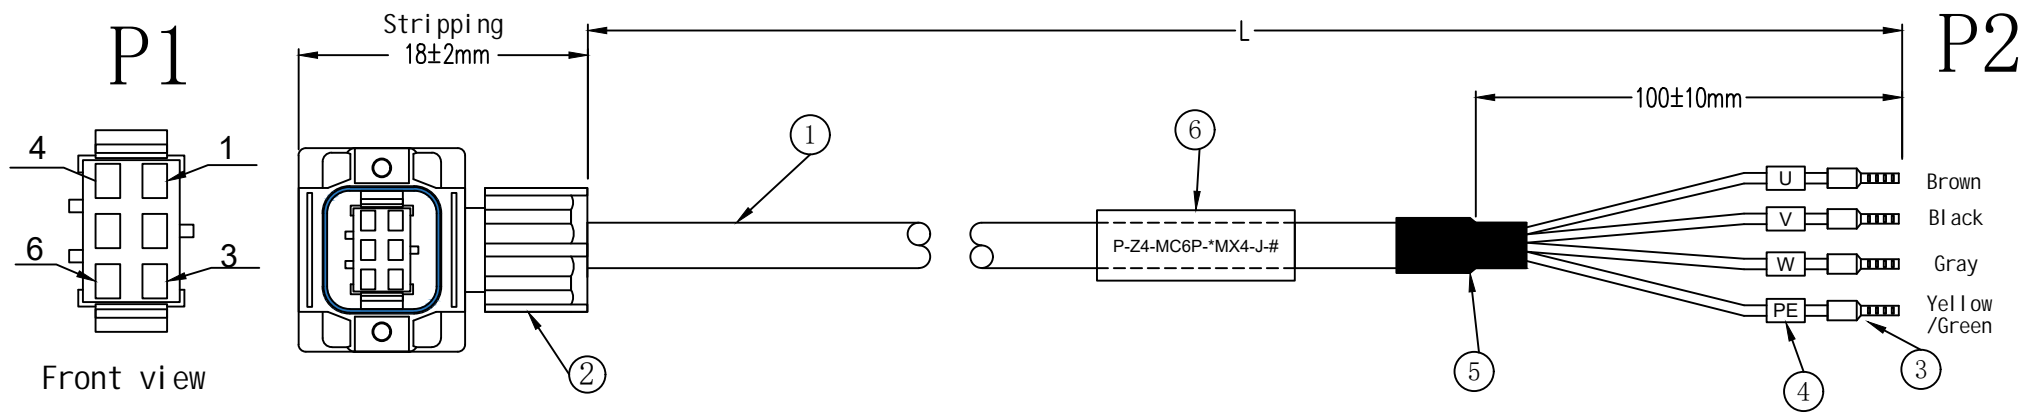 P1
Stripping
18±2mm
L
P2
100±10mm
4
1
6
3
Front view
1
2
6
P-Z4-MC6P-*MX4-J-#
5
U
Brown
V
Black
W
Gray
PE
Yellow
/Green
4
3